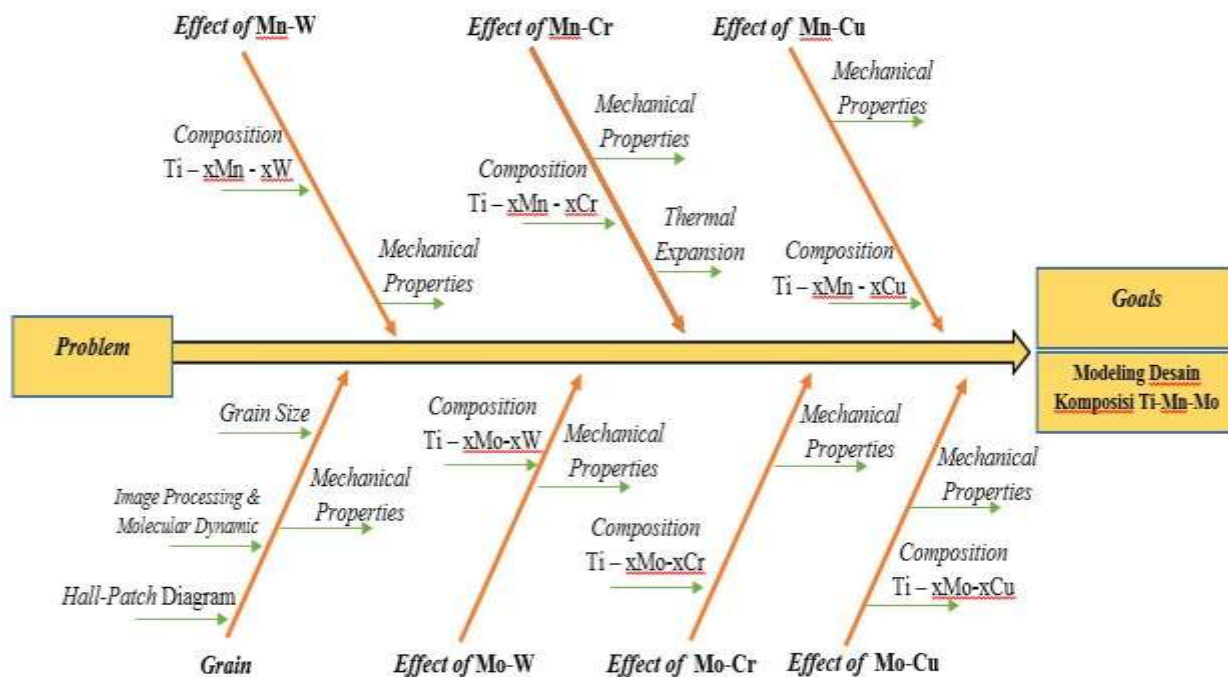 Effect of Mn-W
Effect of Mn-Cr
Effect of Mn-Cu
Mechanical
Properties
Mechanical
Properties
Composition
Ti – xMn - xW
Composition
Ti – xMn - xCr
Thermal
Expansion
Mechanical
Properties
Composition
Ti – xMn - xCu
Goals
Problem
Modeling Desain
Komposisi Ti-Mn-Mo
Grain Size
Composition
Ti – xMo-xW
Mechanical
Properties
Mechanical
Properties
Mechanical
Properties
Image Processing &
Molecular Dynamic
Mechanical
Properties
Composition
Ti – xMo-xCr
Composition
Ti – xMo-xCu
Hall-Patch Diagram
Grain
Effect of Mo-W
Effect of Mo-Cr
Effect of Mo-Cu